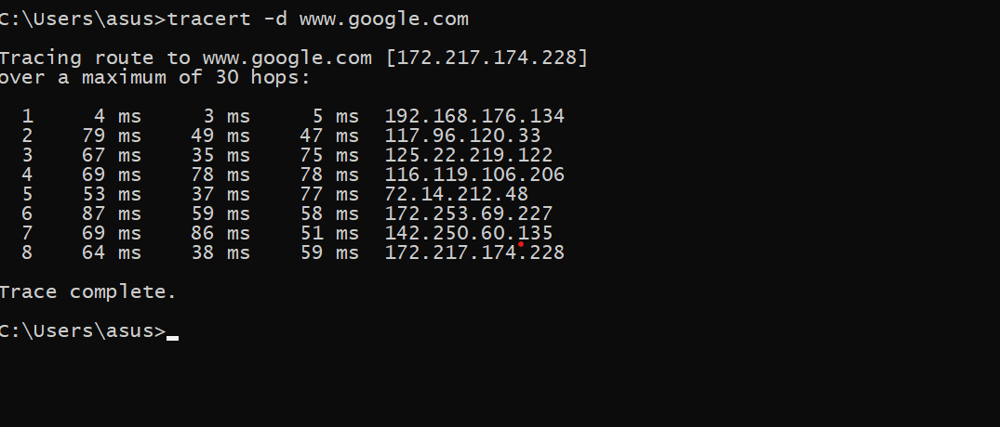 C:\Users\asus>tracert -d www.google.com
Tracing route to www.google.com [172.217.174.228]
over a maximum of 30 hops:
1 4 ms 3 ms 5 ms 192.168.176.134
2 79 ms 49 ms 47 ms 117.96.120.33
3 67 ms 35 ms 75 ms 125.22.219.122
4 69 ms 78 ms 78 ms 116.119.106.206
5 53 ms 37 ms 77 ms 72.14.212.48
6 87 ms 59 ms 58 ms 172.253.69.227
7 69 ms 86 ms 51 ms 142.250.60.135
8 64 ms 38 ms 59 ms 172.217.174.228
Trace complete.
C:\Users\asus>